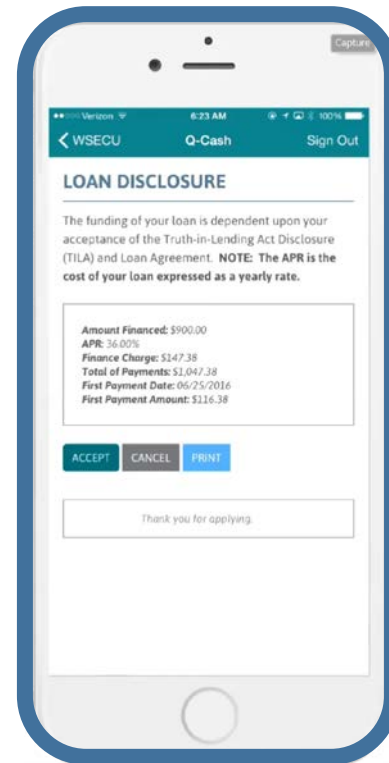 Capture
Verizon 6:23 AM 100%
WSECU Q-Cash Sign Out
LOAN DISCLOSURE
The funding of your loan is dependent upon your
acceptance of the Truth-in-Lending Act Disclosure
(TILA) and Loan Agreement. NOTE: The APR is the
cost of your loan expressed as a yearly rate.
Amount Financed: $900.00
APR: 36.00%
Finance Charge: $147.38
Total of Payments: $1,047.38
First Payment Date: 06/25/2016
First Payment Amount: $116.38
ACCEPT CANCEL PRINT
Thank you for applying.